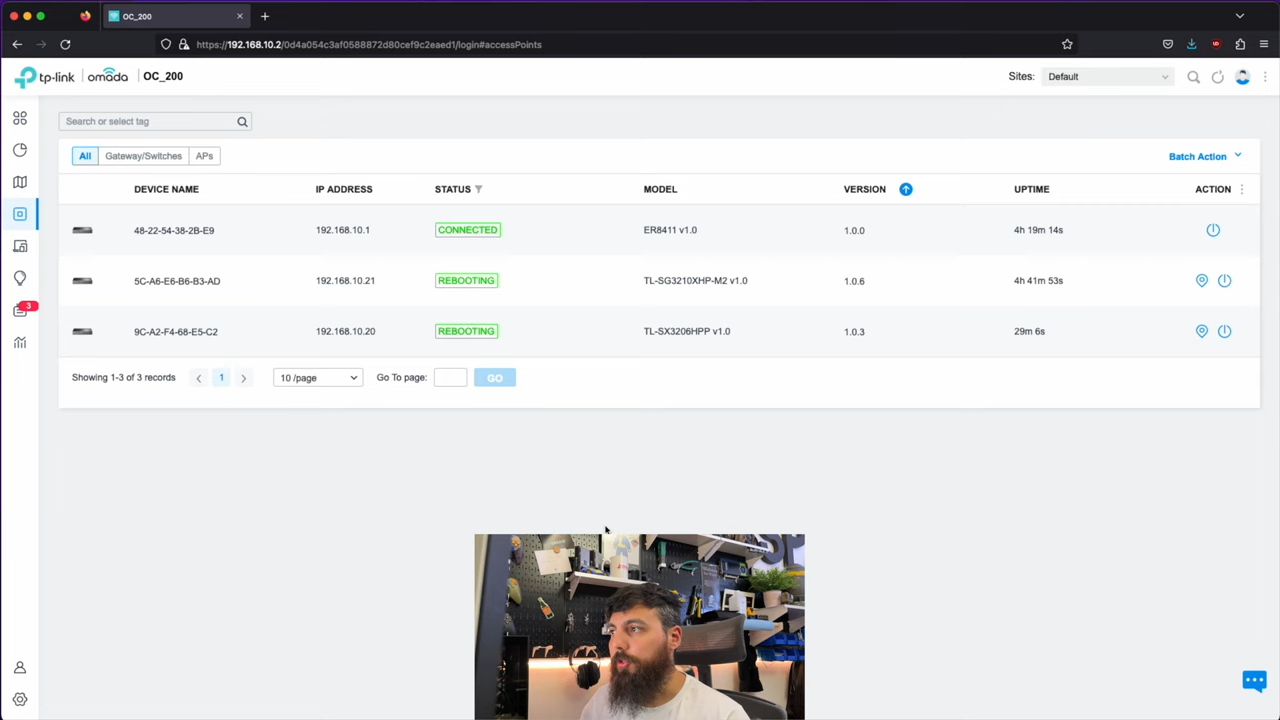 OC_200
https://192.168.10.2/0d4a054c3af0588872d80cef9c2eaed1/login#accessPoints
tp-link omada OC_200
Sites: Default
Search or select tag
All Gateway/Switches APs
Batch Action
DEVICE NAME IP ADDRESS STATUS MODEL VERSION UPTIME ACTION
48-22-54-38-2B-E9 192.168.10.1 CONNECTED ER8411 v1.0 1.0.0 4h 19m 14s
5C-A6-E6-B6-B3-AD 192.168.10.21 REBOOTING TL-SG3210XHP-M2 v1.0 1.0.6 4h 41m 53s
9C-A2-F4-68-E5-C2 192.168.10.20 REBOOTING TL-SX3206HPP v1.0 1.0.3 29m 6s
3
Showing 1-3 of 3 records 1 10 /page Go To page: GO